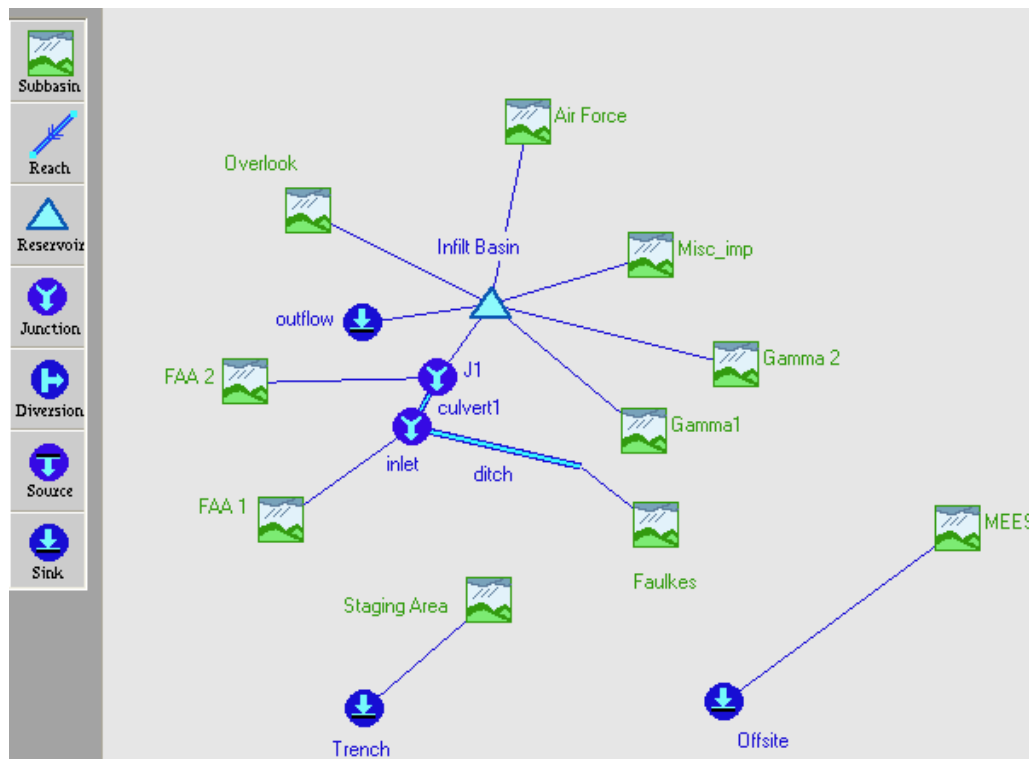 Subbasin
Reach
Reservoir
Junction
Diversion
Source
Sink
Air Force
Overlook
Infilt Basin
Misc_imp
outflow
Gamma 2
FAA 2
J1
culvert1
Gamma1
inlet
ditch
FAA 1
MEES
Faulkes
Staging Area
Trench
Offsite